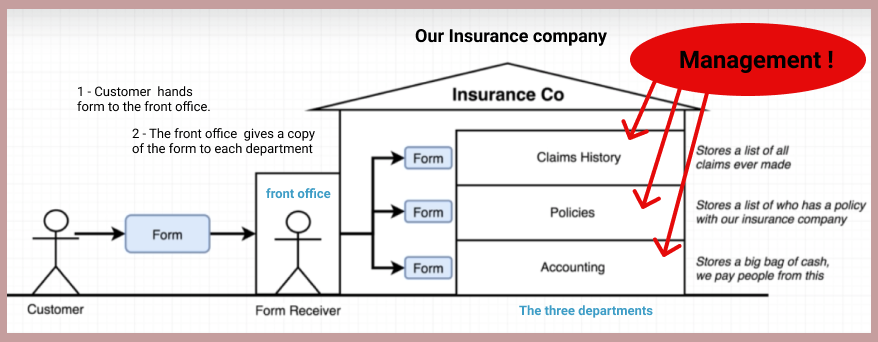 Our Insurance company
Management !
1 - Customer hands
form to the front office.
Insurance Co
2 - The front office gives a copy
of the form to each department
Form
Claims History
Stores a list of all
claims ever made
front office
Form
Policies
Stores a list of who has a policy
with our insurance company
Form
Form
Accounting
Stores a big bag of cash,
we pay people from this
Customer
Form Receiver
The three departments